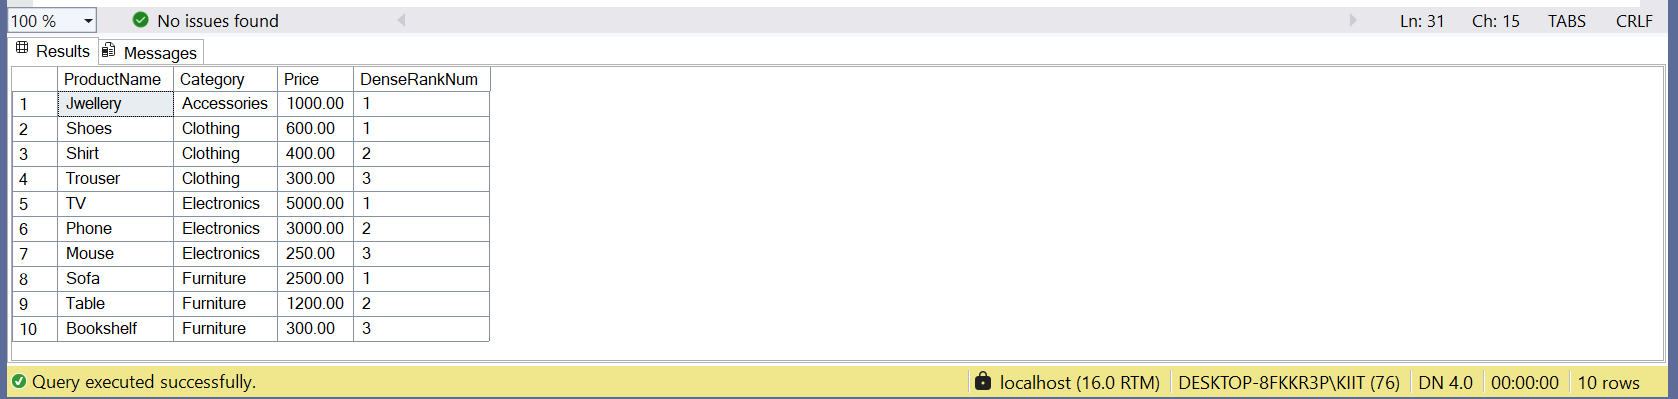 100 % No issues found Ln: 31 Ch: 15 TABS CRLF
Results Messages
ProductName Category Price DenseRankNum
1 Jwellery Accessories 1000.00 1
2 Shoes Clothing 600.00 1
3 Shirt Clothing 400.00 2
4 Trouser Clothing 300.00 3
5 TV Electronics 5000.00 1
6 Phone Electronics 3000.00 2
7 Mouse Electronics 250.00 3
8 Sofa Furniture 2500.00 1
9 Table Furniture 1200.00 2
10 Bookshelf Furniture 300.00 3
Query executed successfully. localhost (16.0 RTM) DESKTOP-8FKKR3P\KIIT (76) DN 4.0 00:00:00 10 rows